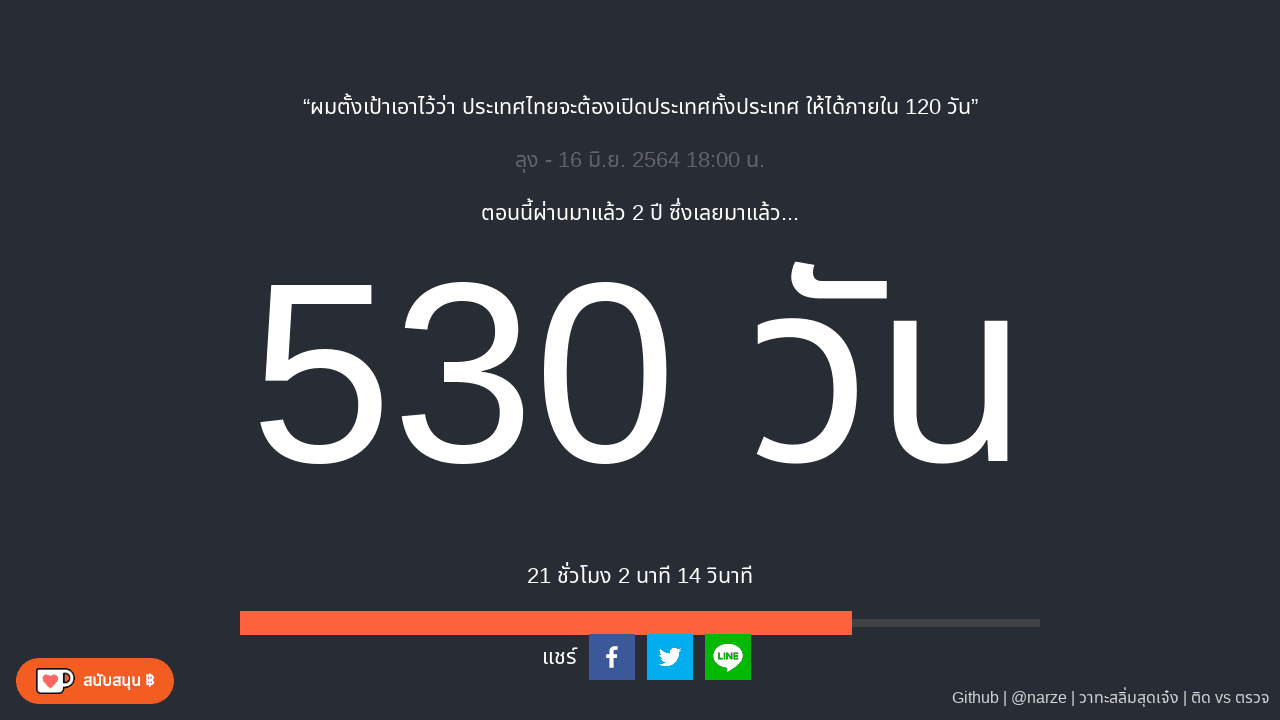 “ผมตั้งเป้าเอาไว้ว่า ประเทศไทยจะต้องเปิดประเทศทั้งประเทศ ให้ได้ภายใน 120 วัน”
ลุง - 16 มิ.ย. 2564 18:00 น.
ตอนนี้ผ่านมาแล้ว 2 ปี ซึ่งเลยมาแล้ว...
530 วัน
21 ชั่วโมง 2 นาที 14 วินาที
แชร์
LINE
สนับสนุน ฿
Github | @narze | วาทะสลิ่มสุดเจ๋ง | ติด vs ตรวจ